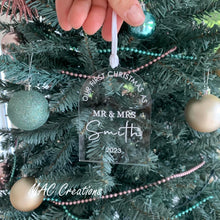 OUR FIRST CHRISTMAS AS
MR & MRS
Smith
2023
MAC Creations